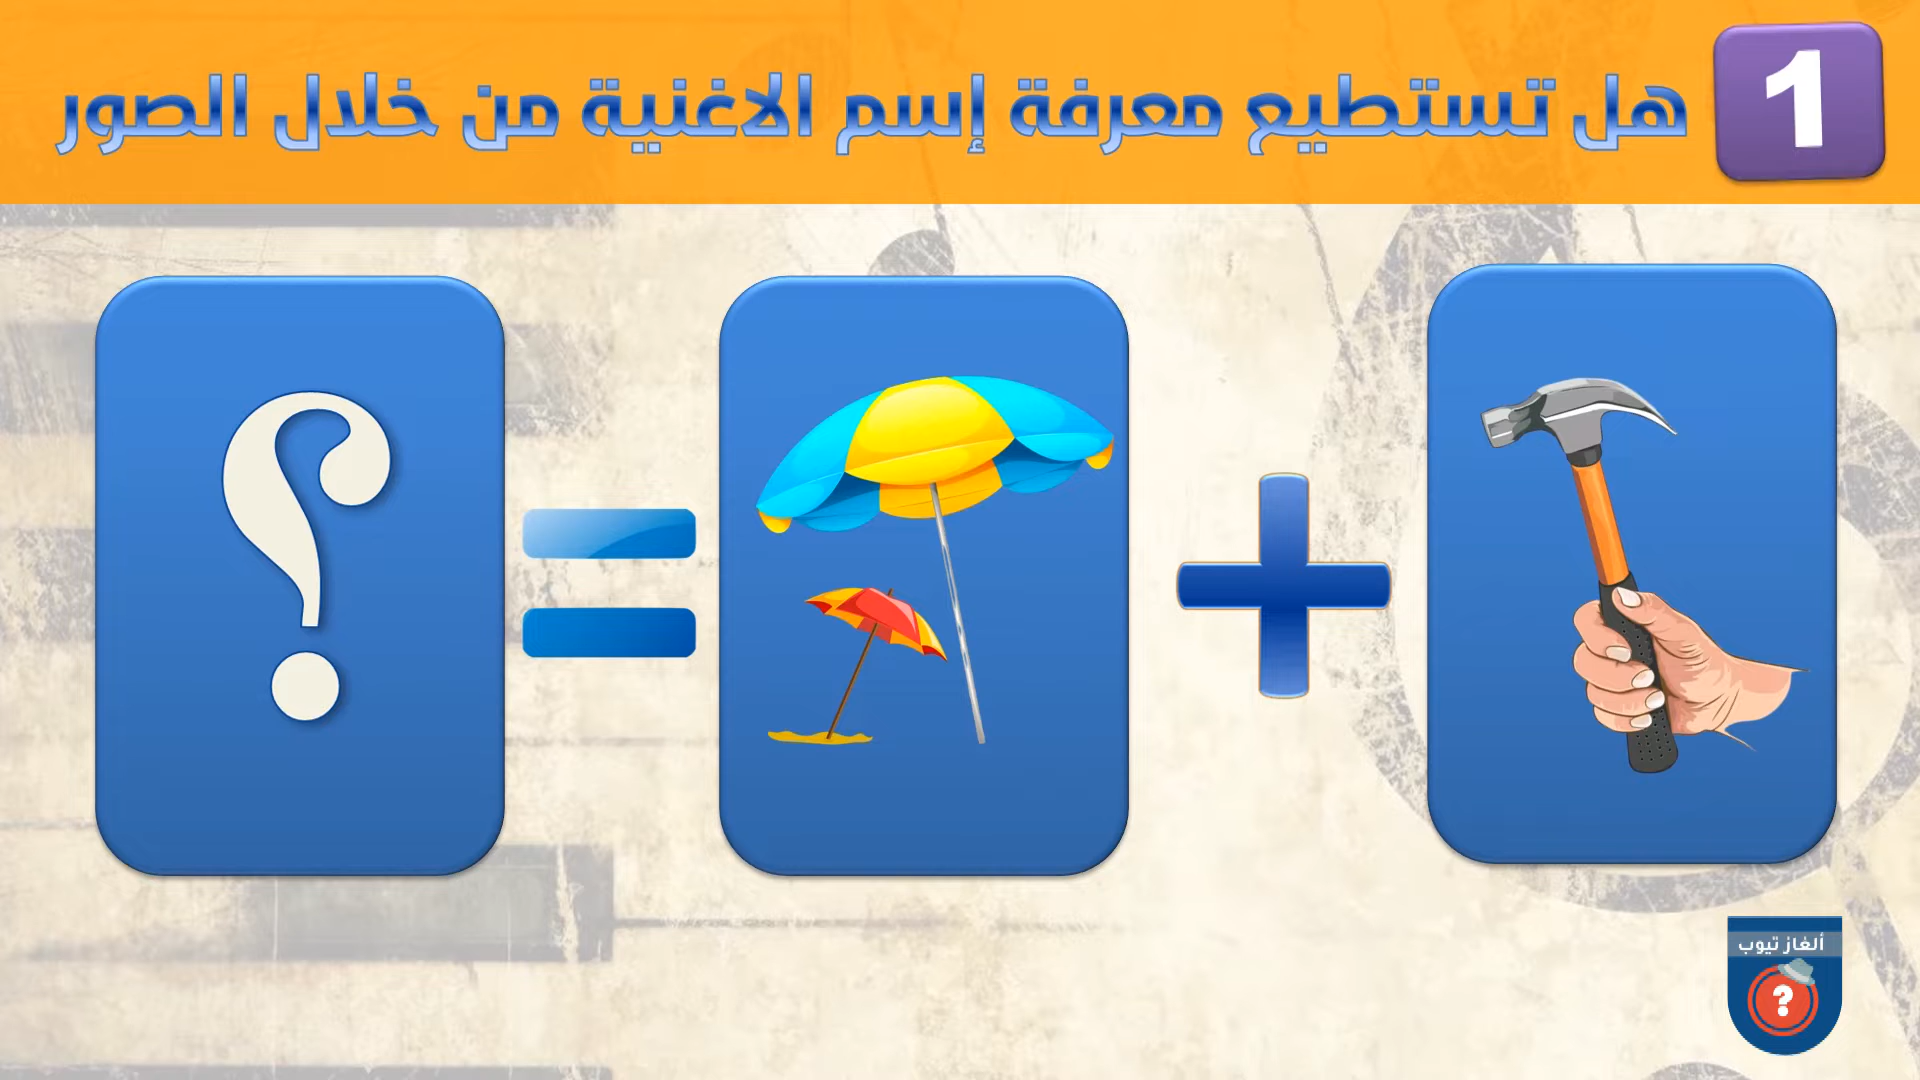 1
هل تستطيع معرفة إسم الاغنية من خلال الصور
+
=
؟
ألغاز تيوب
?